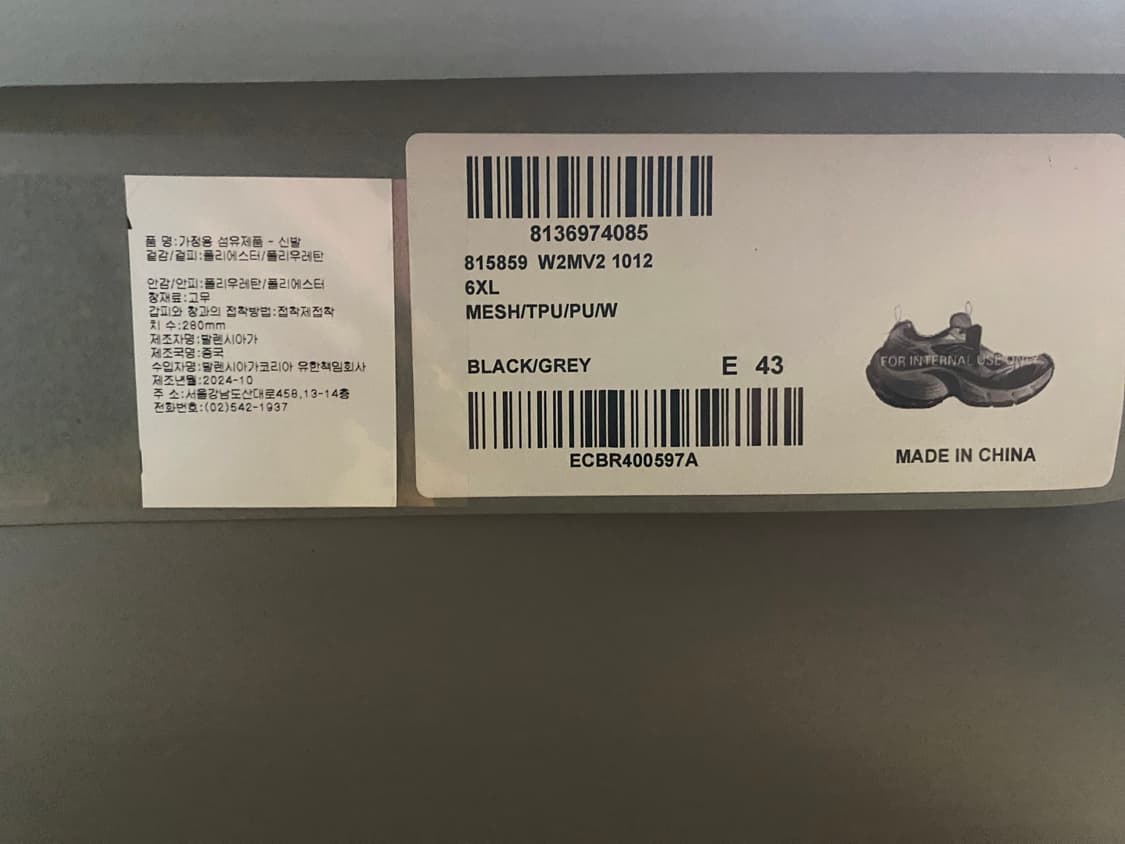 품 명:가정용 섬유제품 - 신발
겉감/겉피:폴리에스터/폴리우레탄
안감/안피:폴리우레탄/폴리에스터
창재료:고무
갑피와 창과의 접착방법:접착제접착
치 수:280mm
제조자명:발렌시아가
제조국명:중국
수입자명:발렌시아가코리아 유한책임회사
제조년월:2024-10
주 소:서울강남도산대로458,13-14층
전화번호:(02)542-1937
8136974085
815859 W2MV2 1012
6XL
MESH/TPU/PU/W
BLACK/GREY E 43
ECBR400597A
FOR INTERNAL USE ONLY
MADE IN CHINA